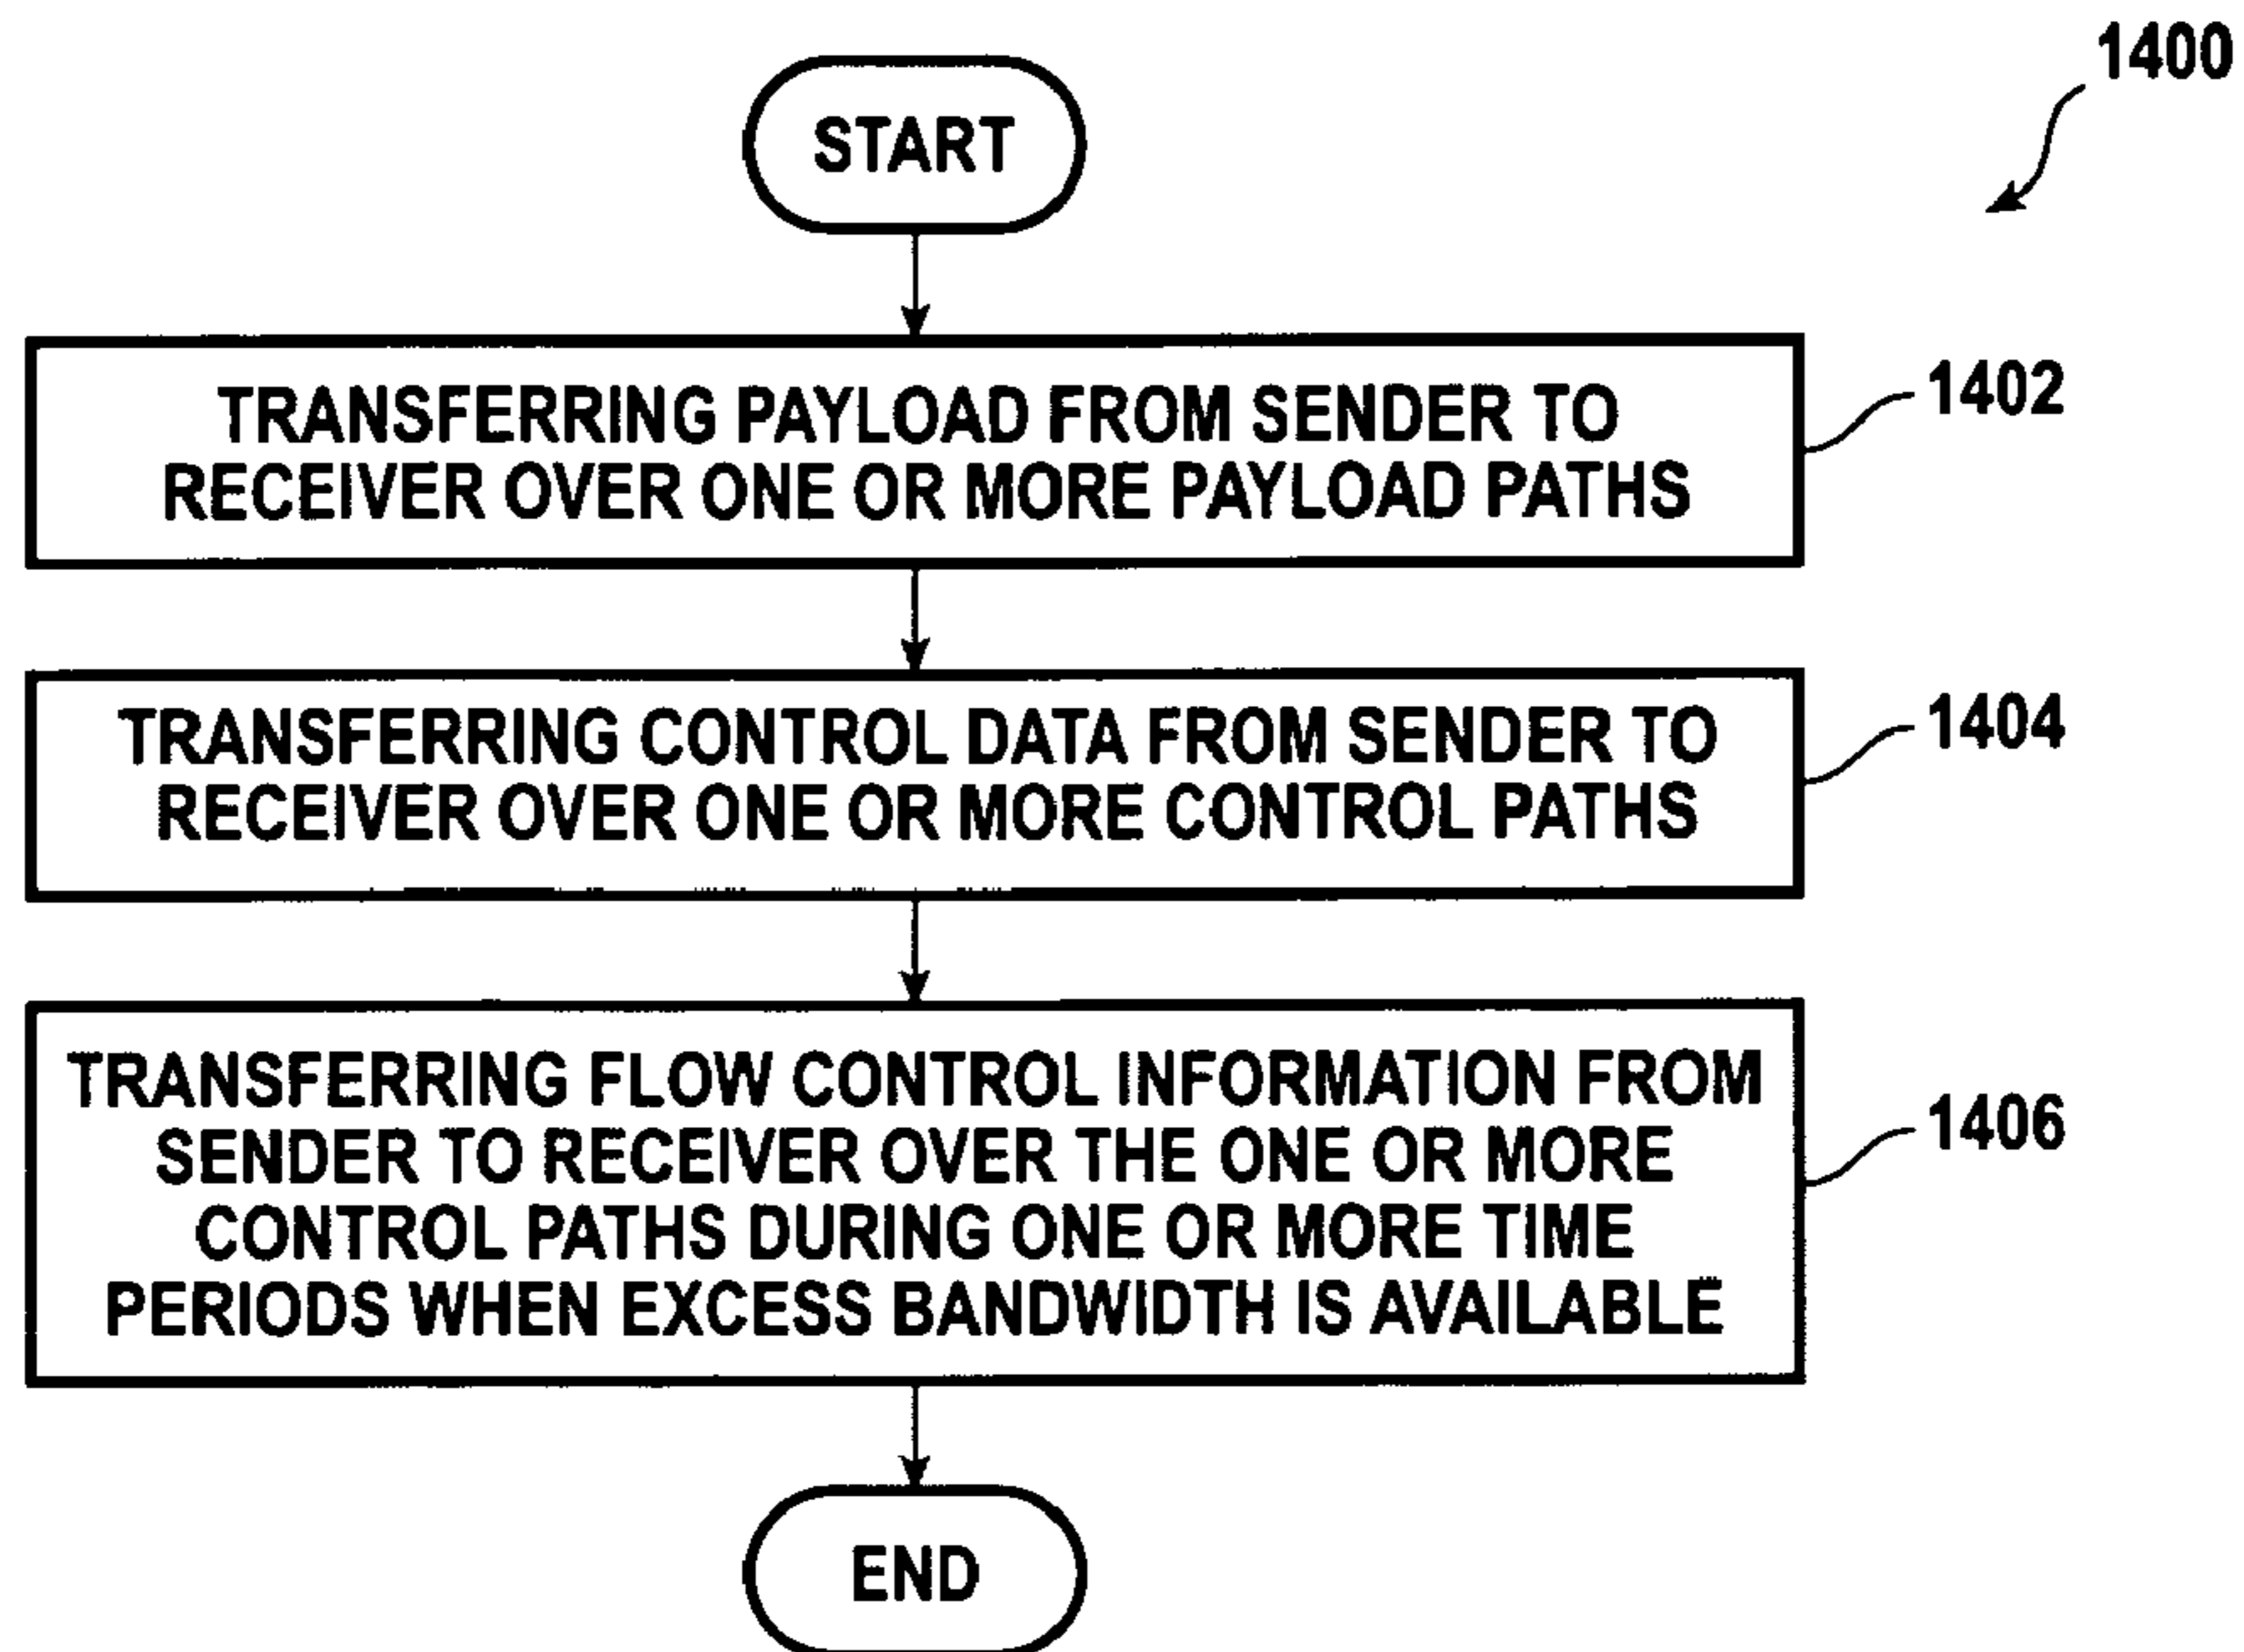 1400
START
TRANSFERRING PAYLOAD FROM SENDER TO
RECEIVER OVER ONE OR MORE PAYLOAD PATHS
1402
TRANSFERRING CONTROL DATA FROM SENDER TO
RECEIVER OVER ONE OR MORE CONTROL PATHS
1404
TRANSFERRING FLOW CONTROL INFORMATION FROM
SENDER TO RECEIVER OVER THE ONE OR MORE
CONTROL PATHS DURING ONE OR MORE TIME
PERIODS WHEN EXCESS BANDWIDTH IS AVAILABLE
1406
END